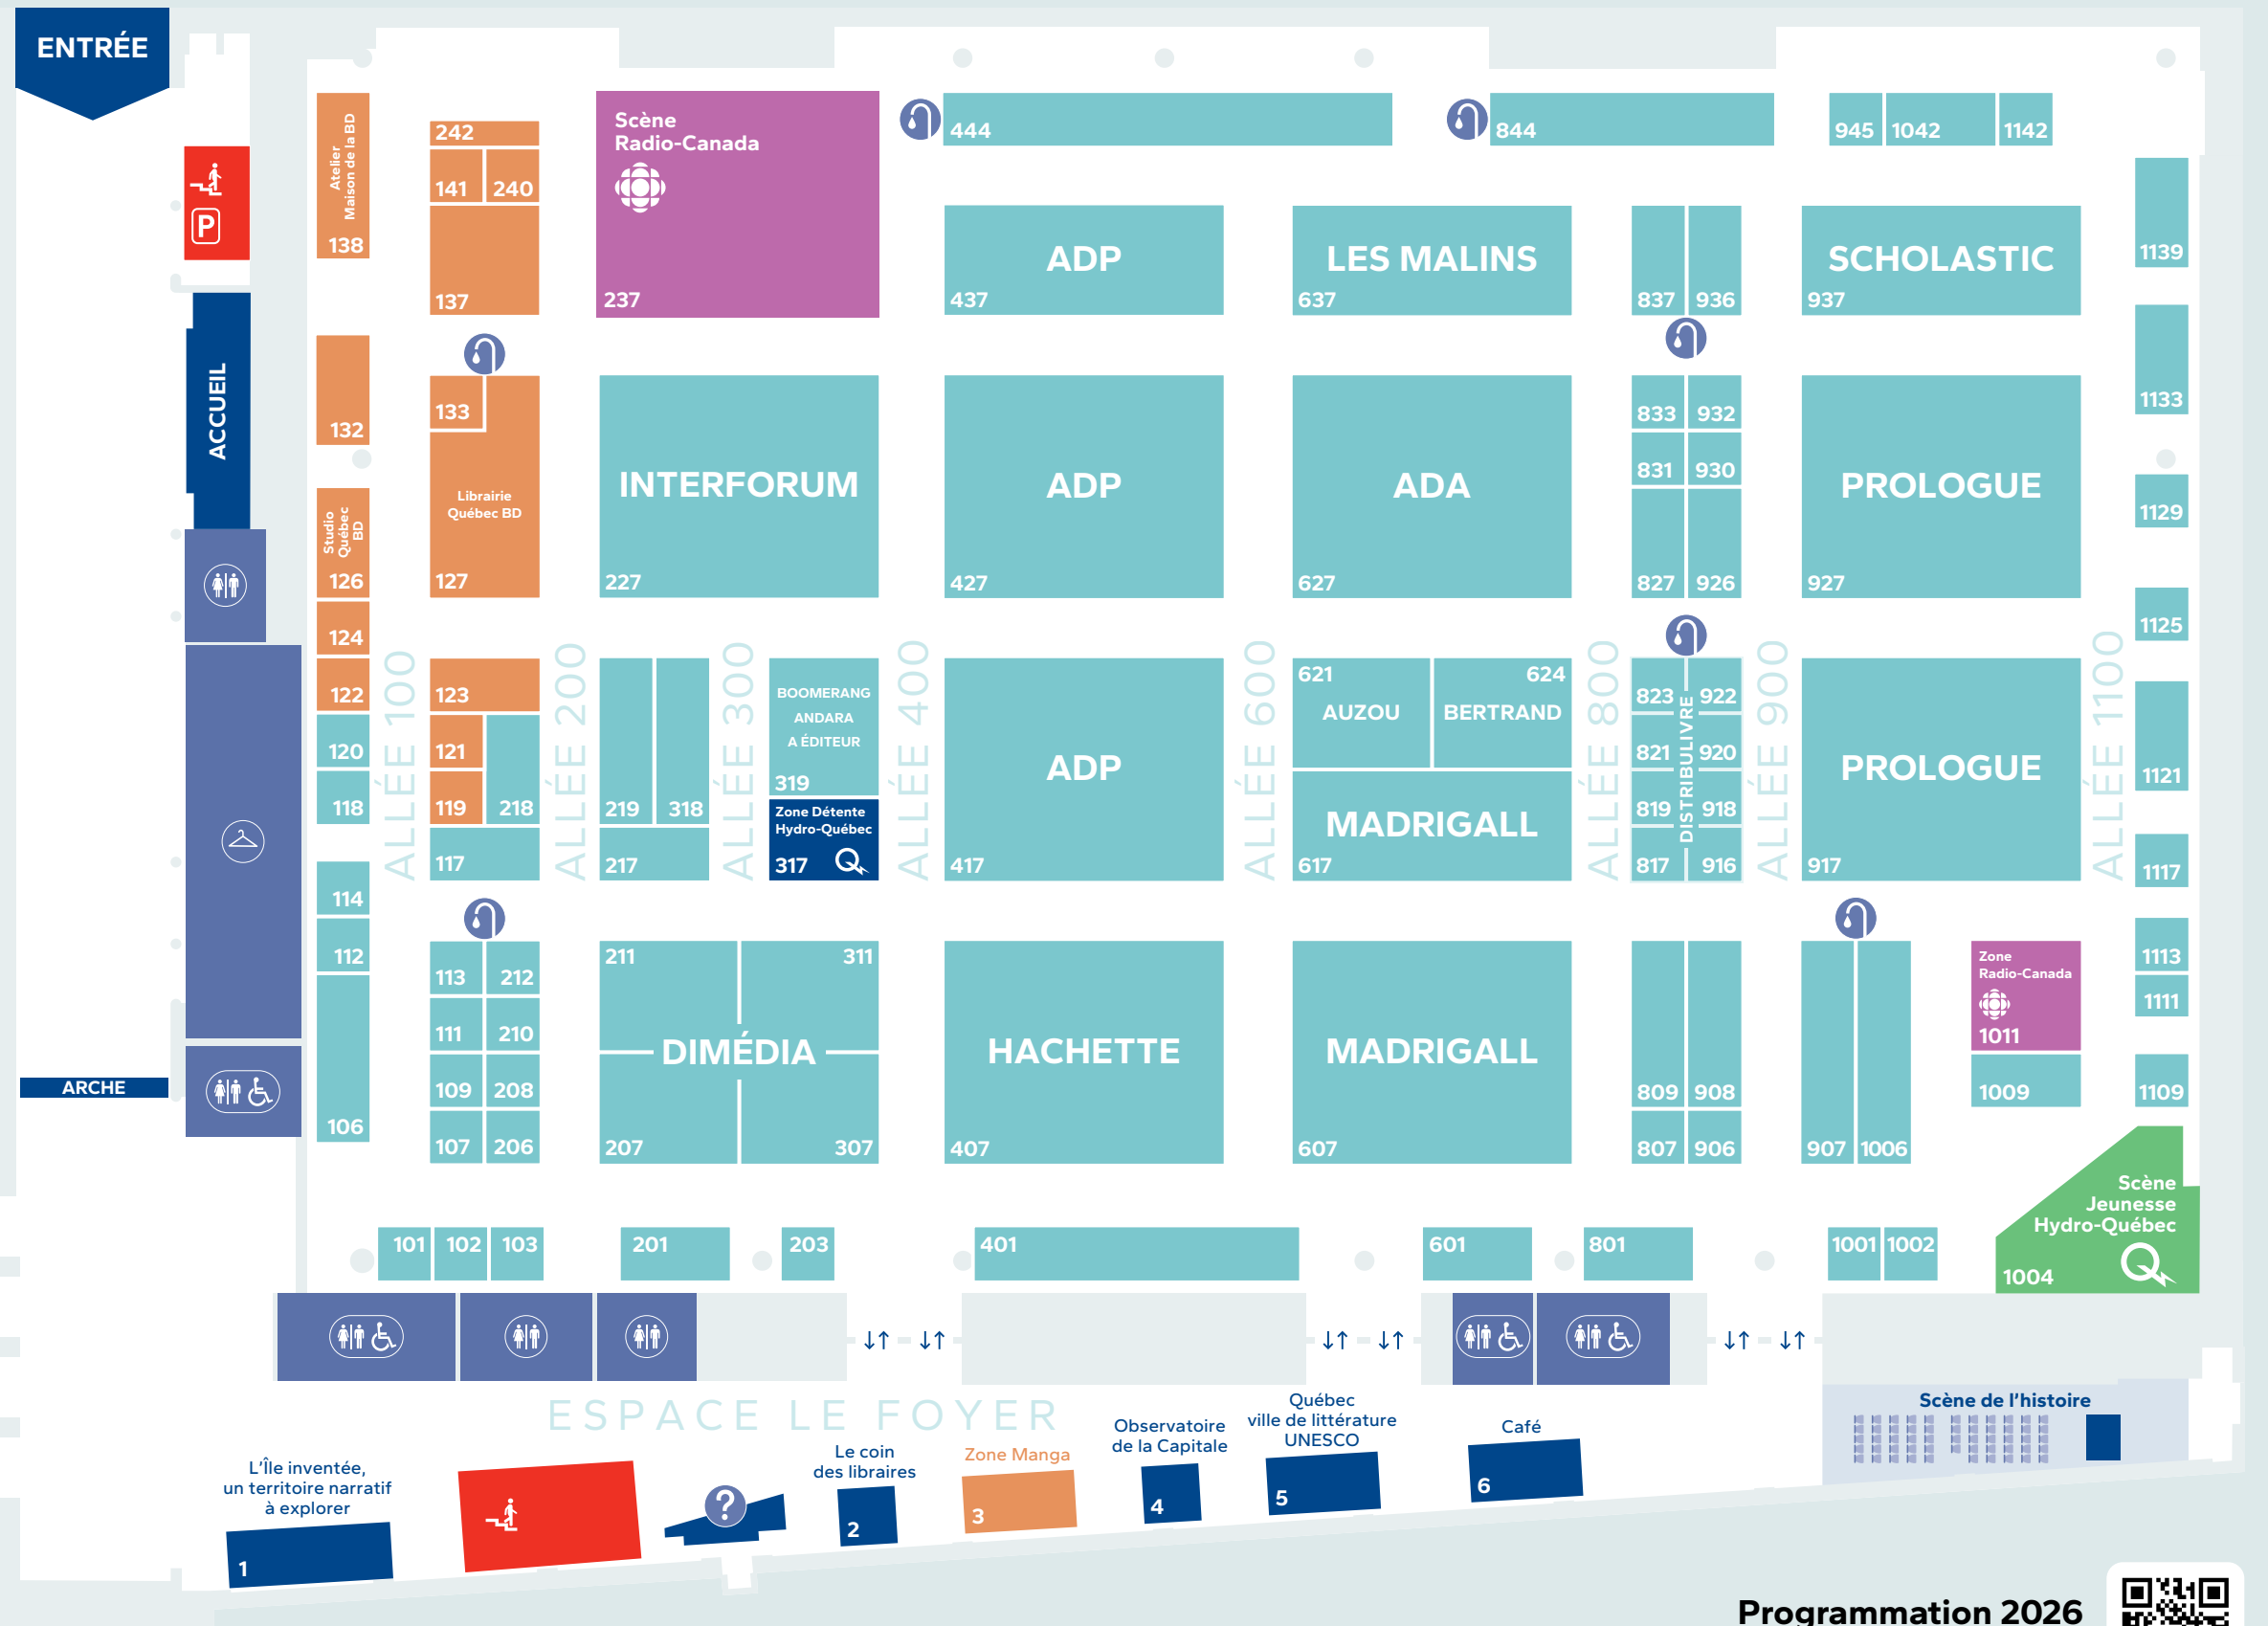 ENTRÉE
P
ACCUEIL
ARCHE
Atelier
Maison de la BD
138
132
Studio
Québec
BD
126
124
122
120
118
114
112
106
242
141
240
137
133
Librairie
Québec BD
127
123
121
119
218
117
113
212
111
210
109
208
107
206
101
102
103
Scène
Radio-Canada
237
INTERFORUM
227
219
318
217
BOOMERANG
ANDARA
A ÉDITEUR
319
Zone Détente
Hydro-Québec
317
211
311
DIMÉDIA
207
307
201
203
444
ADP
437
ADP
427
ADP
417
HACHETTE
407
401
LES MALINS
637
ADA
627
621
624
AUZOU
BERTRAND
MADRIGALL
617
MADRIGALL
607
601
844
837
936
833
932
831
930
827
926
823
922
821
920
819
918
817
916
DISTRIBULIVRE
809
908
807
906
801
945
1042
1142
SCHOLASTIC
937
PROLOGUE
927
PROLOGUE
917
907
1006
Zone
Radio-Canada
1011
1009
1001
1002
1139
1133
1129
1125
1121
1117
1113
1111
1109
Scène
Jeunesse
Hydro-Québec
1004
ALLÉE 100
ALLÉE 200
ALLÉE 300
ALLÉE 400
ALLÉE 600
ALLÉE 800
ALLÉE 900
ALLÉE 1100
ESPACE LE FOYER
L’Île inventée,
un territoire narratif
à explorer
1
?
Le coin
des libraires
2
Zone Manga
3
Observatoire
de la Capitale
4
Québec
ville de littérature
UNESCO
5
Café
6
Scène de l’histoire
Programmation 2026